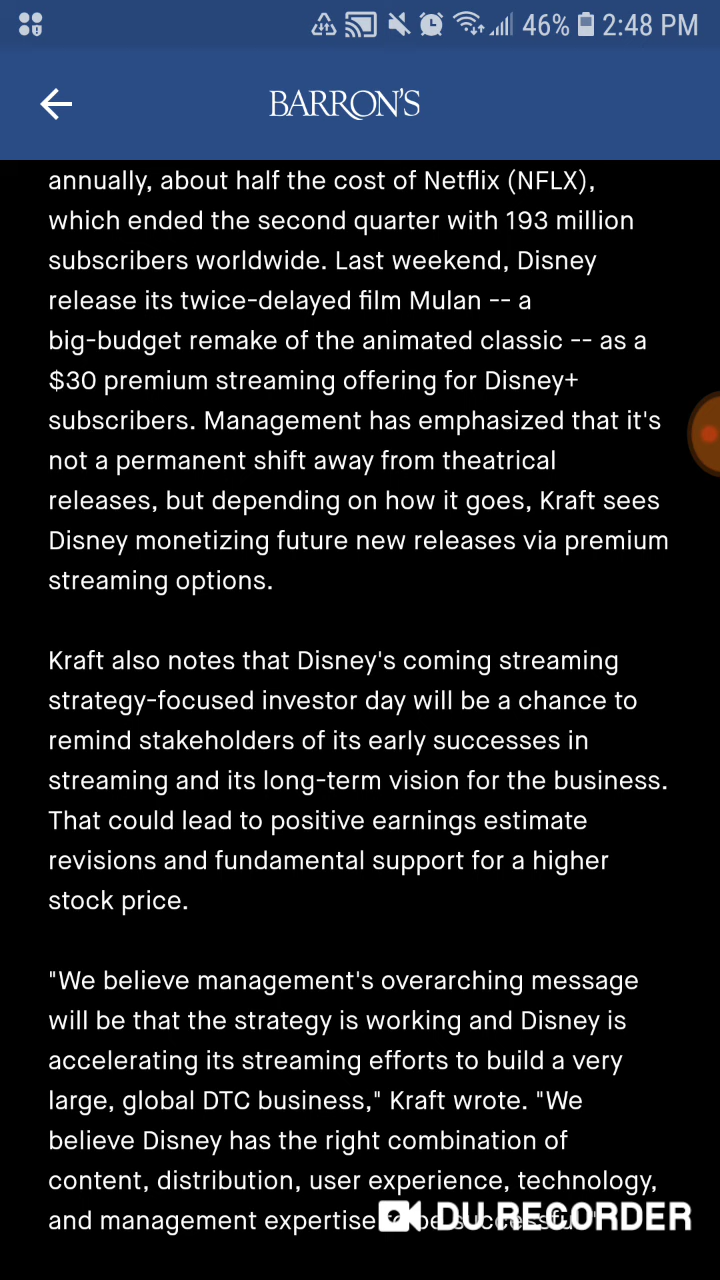 46% 2:48 PM
BARRON'S
annually, about half the cost of Netflix (NFLX),
which ended the second quarter with 193 million
subscribers worldwide. Last weekend, Disney
release its twice-delayed film Mulan -- a
big-budget remake of the animated classic -- as a
$30 premium streaming offering for Disney+
subscribers. Management has emphasized that it's
not a permanent shift away from theatrical
releases, but depending on how it goes, Kraft sees
Disney monetizing future new releases via premium
streaming options.
Kraft also notes that Disney's coming streaming
strategy-focused investor day will be a chance to
remind stakeholders of its early successes in
streaming and its long-term vision for the business.
That could lead to positive earnings estimate
revisions and fundamental support for a higher
stock price.
"We believe management's overarching message
will be that the strategy is working and Disney is
accelerating its streaming efforts to build a very
large, global DTC business," Kraft wrote. "We
believe Disney has the right combination of
content, distribution, user experience, technology,
and management expertise be successful."
DU RECORDER